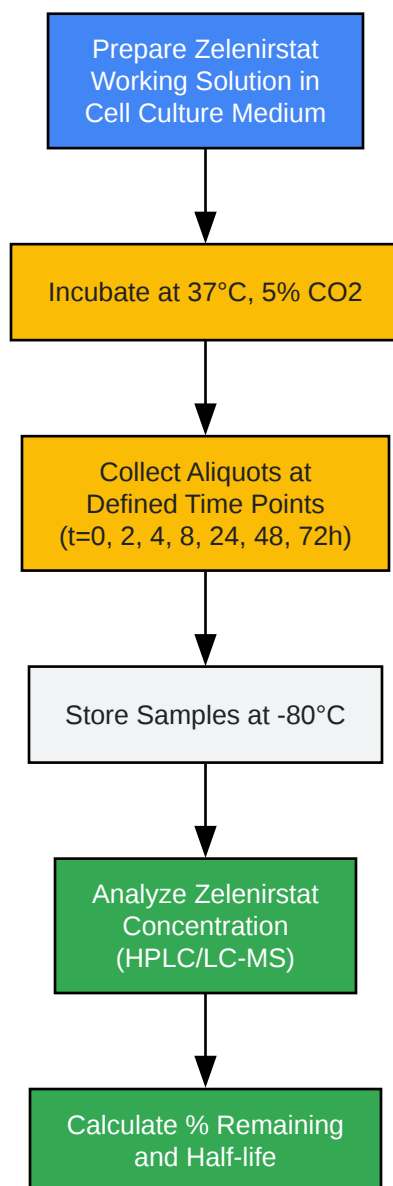 Prepare Zelenirstat
Working Solution in
Cell Culture Medium
Incubate at 37°C, 5% CO2
Collect Aliquots at
Defined Time Points
(t=0, 2, 4, 8, 24, 48, 72h)
Store Samples at -80°C
Analyze Zelenirstat
Concentration
(HPLC/LC-MS)
Calculate % Remaining
and Half-life